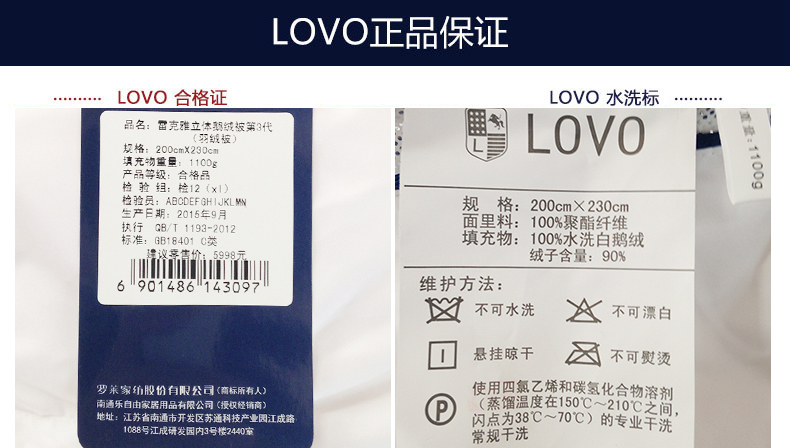 LOVO正品保证
LOVO 合格证
品名: 雷克雅立体鹅绒被第3代
(羽绒被)
规格: 200cmX230cm
填充物重量: 1100g
产品等级: 合格品
检 验 组: 检12 (xl)
检验员: ABCDEFGHIJKLMN
生产日期: 2015年9月
执行 QB/T 1193-2012
标准: GB18401 C类
建议零售价: 5998元
6 901486 143097
罗莱家纺股份有限公司 (商标所有人)
南通乐自由家居用品有限公司 (授权经销商)
地址: 江苏省南通市开发区苏通科技产业园江成路
1088号江成研发园内3号楼2440室
LOVO 水洗标
L
LOVO
重量: 1100g
规 格: 200cm×230cm
面里料: 100%聚酯纤维
填充物: 100%水洗白鹅绒
绒子含量: 90%
维护方法:
不可水洗
不可漂白
悬挂晾干
不可熨烫
P
使用四氯乙烯和碳氢化合物溶剂
(蒸馏温度在150℃~210℃之间,
闪点为38℃~70℃)的专业干洗
常规干洗